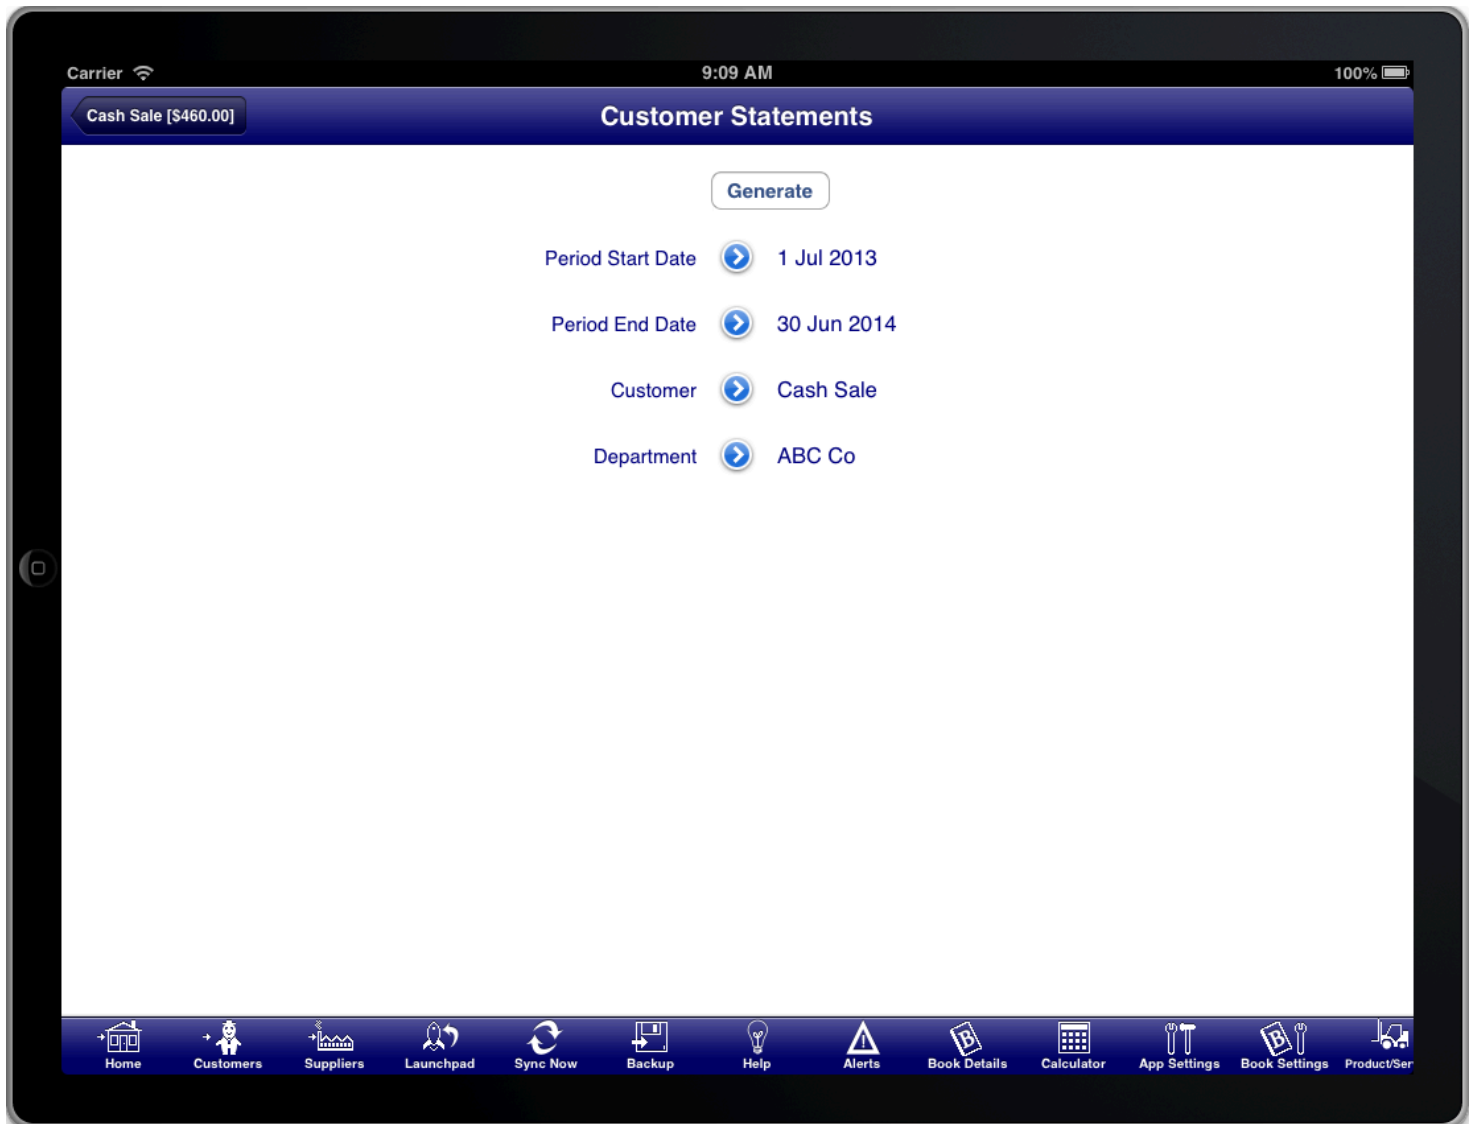 Carrier 9:09 AM 100%
Cash Sale [$460.00] Customer Statements
Generate
Period Start Date 1 Jul 2013
Period End Date 30 Jun 2014
Customer Cash Sale
Department ABC Co
Home Customers Suppliers Launchpad Sync Now Backup Help Alerts Book Details Calculator App Settings Book Settings Product/Ser